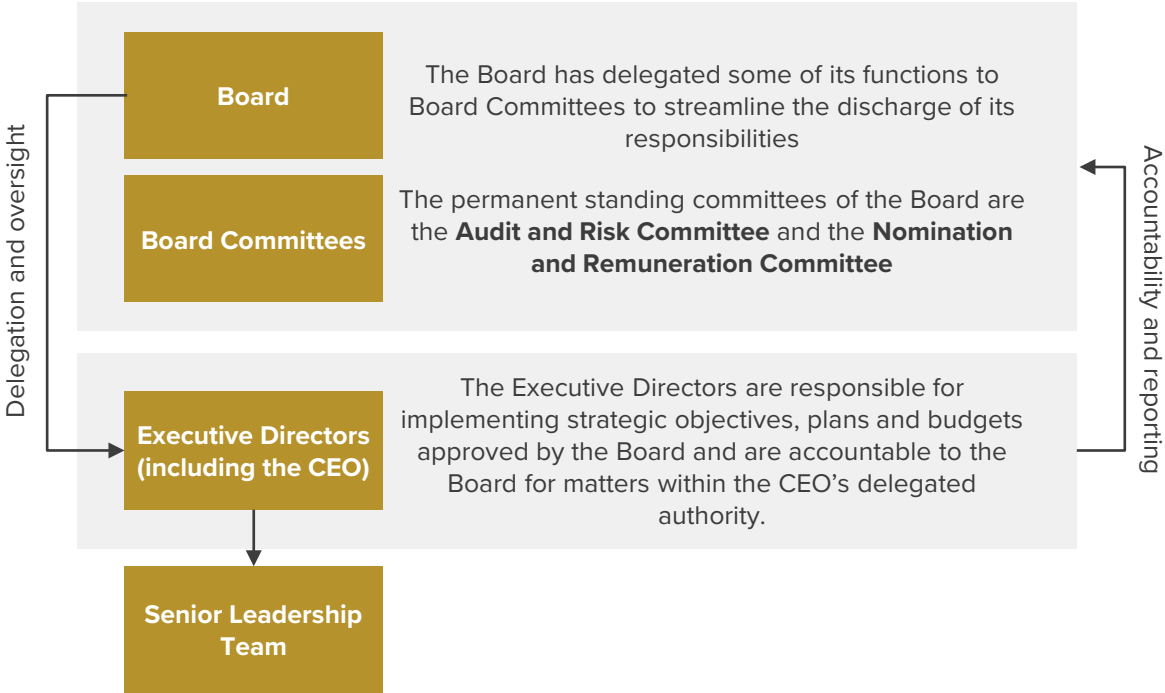 Board
The Board has delegated some of its functions to
Board Committees to streamline the discharge of its
responsibilities
Board Committees
The permanent standing committees of the Board are
the Audit and Risk Committee and the Nomination
and Remuneration Committee
Delegation and oversight
Accountability and reporting
Executive Directors
(including the CEO)
The Executive Directors are responsible for
implementing strategic objectives, plans and budgets
approved by the Board and are accountable to the
Board for matters within the CEO’s delegated
authority.
Senior Leadership
Team